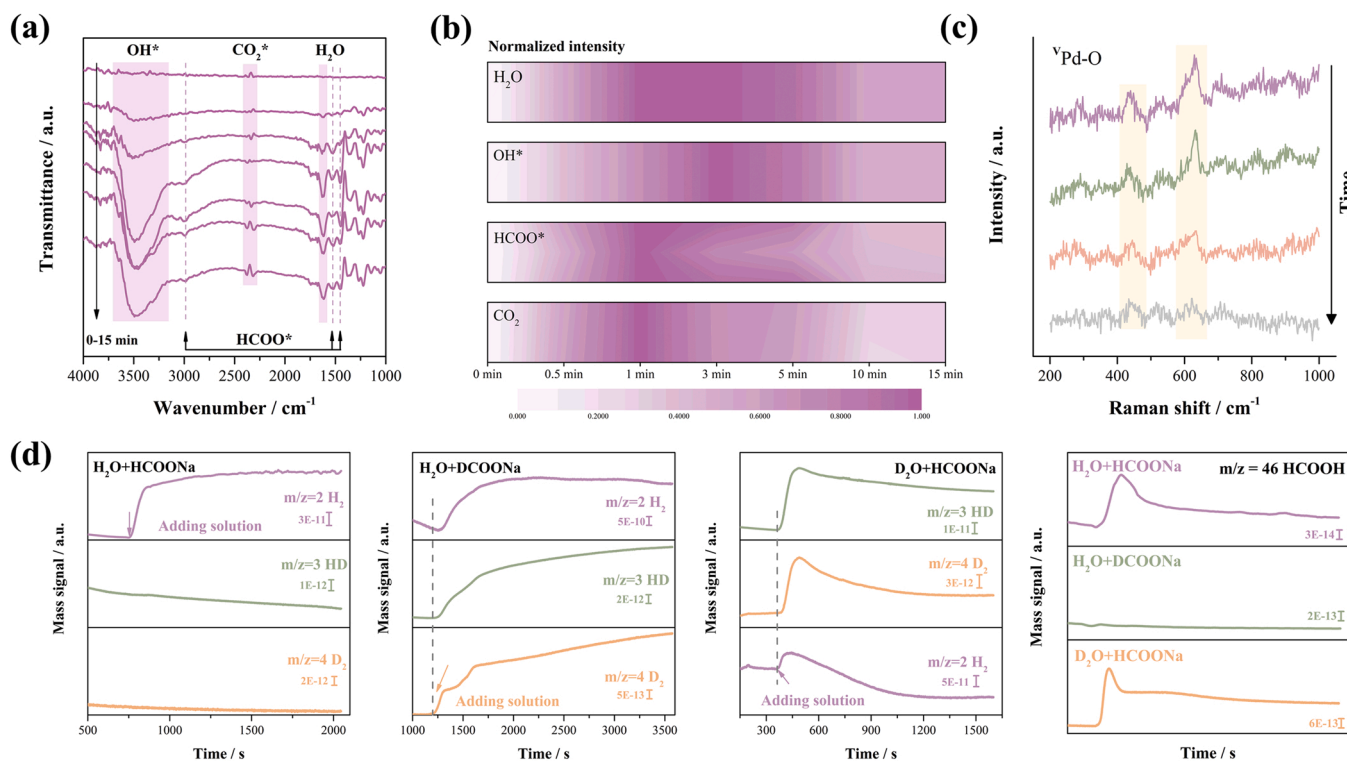 (a)
OH*
CO₂*
H₂O
Transmittance / a.u.
0-15 min
HCOO*
4000 3500 3000 2500 2000 1500 1000
Wavenumber / cm⁻¹
(b)
Normalized intensity
H₂O
OH*
HCOO*
CO₂
0 min 0.5 min 1 min 3 min 5 min 10 min 15 min
0.000 0.2000 0.4000 0.6000 0.8000 1.000
(c)
ᵛPd-O
Intensity / a.u.
Time
200 400 600 800 1000
Raman shift / cm⁻¹
(d)
H₂O+HCOONa
m/z=2 H₂
3E-11
Adding solution
m/z=3 HD
1E-12
m/z=4 D₂
2E-12
Mass signal / a.u.
500 1000 1500 2000
Time / s
H₂O+DCOONa
m/z=2 H₂
5E-10
m/z=3 HD
2E-12
m/z=4 D₂
5E-13
Adding solution
Mass signal / a.u.
1000 1500 2000 2500 3000 3500
Time / s
D₂O+HCOONa
m/z=3 HD
1E-11
m/z=4 D₂
3E-12
m/z=2 H₂
5E-11
Adding solution
Mass signal / a.u.
300 600 900 1200 1500
Time / s
H₂O+HCOONa
m/z = 46 HCOOH
3E-14
H₂O+DCOONa
2E-13
D₂O+HCOONa
6E-13
Mass signal / a.u.
Time / s